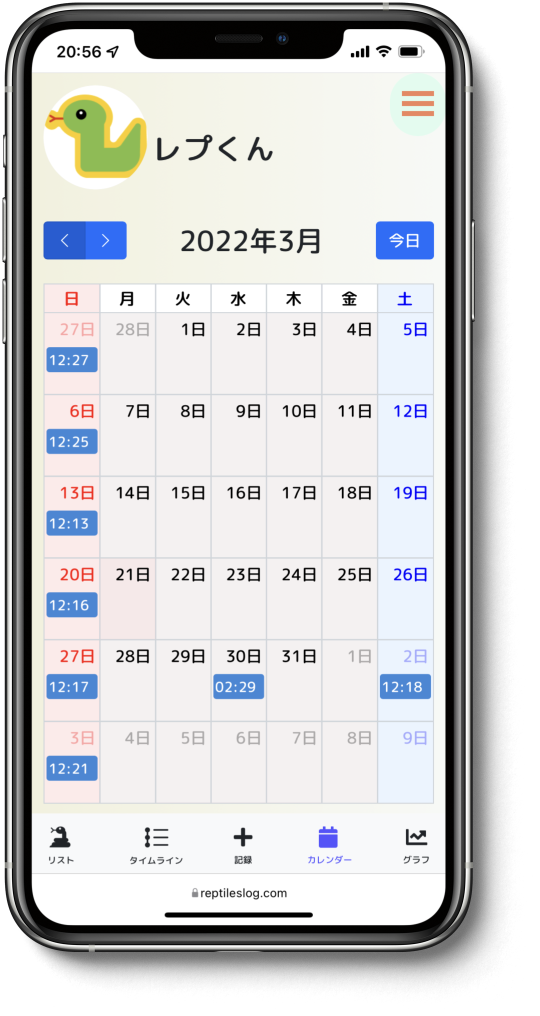 20:56
レプくん
2022年3月
今日
日 月 火 水 木 金 土
27日 28日 1日 2日 3日 4日 5日
12:27
6日 7日 8日 9日 10日 11日 12日
12:25
13日 14日 15日 16日 17日 18日 19日
12:13
20日 21日 22日 23日 24日 25日 26日
12:16
27日 28日 29日 30日 31日 1日 2日
12:17 02:29 12:18
3日 4日 5日 6日 7日 8日 9日
12:21
リスト タイムライン 記録 カレンダー グラフ
reptileslog.com